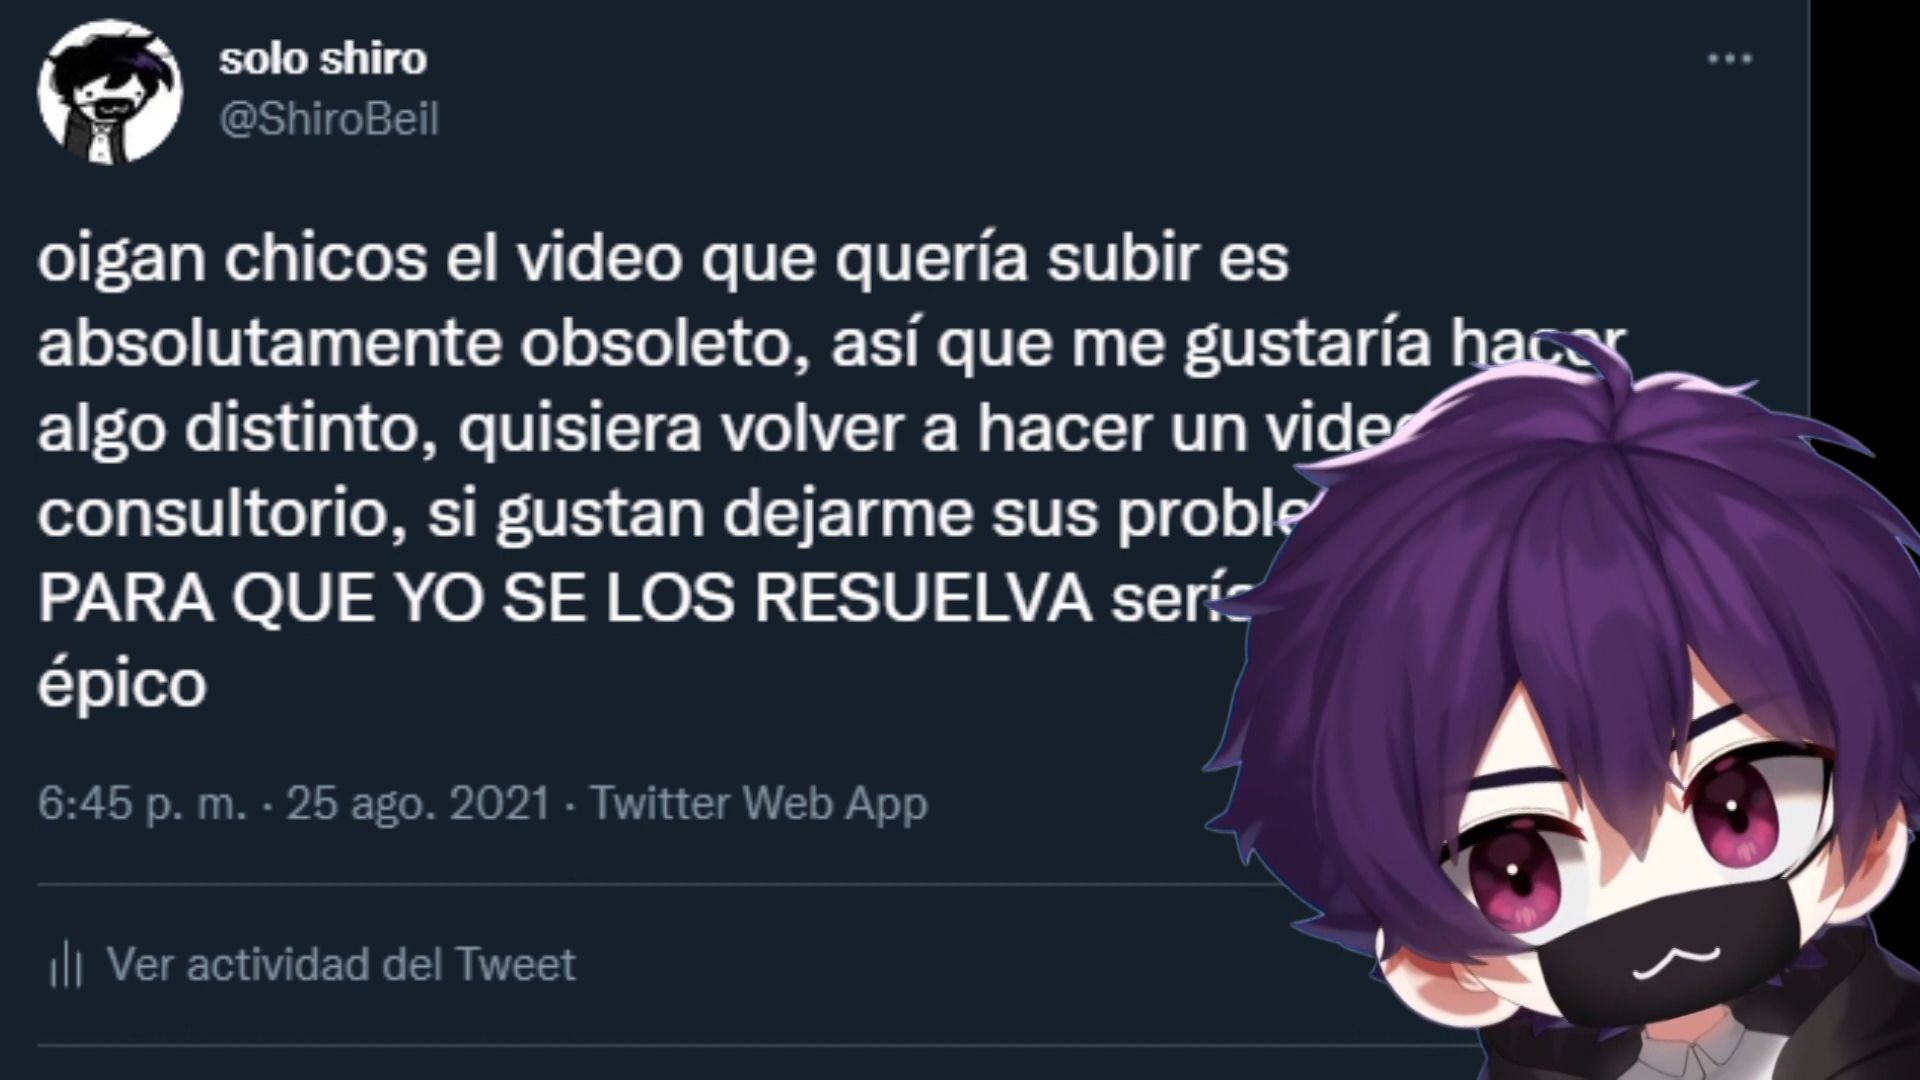 solo shiro
@ShiroBeil
oigan chicos el video que quería subir es
absolutamente obsoleto, así que me gustaría hacer
algo distinto, quisiera volver a hacer un
consultorio, si gustan dejarme sus
PARA QUE YO SE LOS RESUELVA
épico
6:45 p. m. · 25 ago. 2021 · Twitter Web App
Ver actividad del Tweet